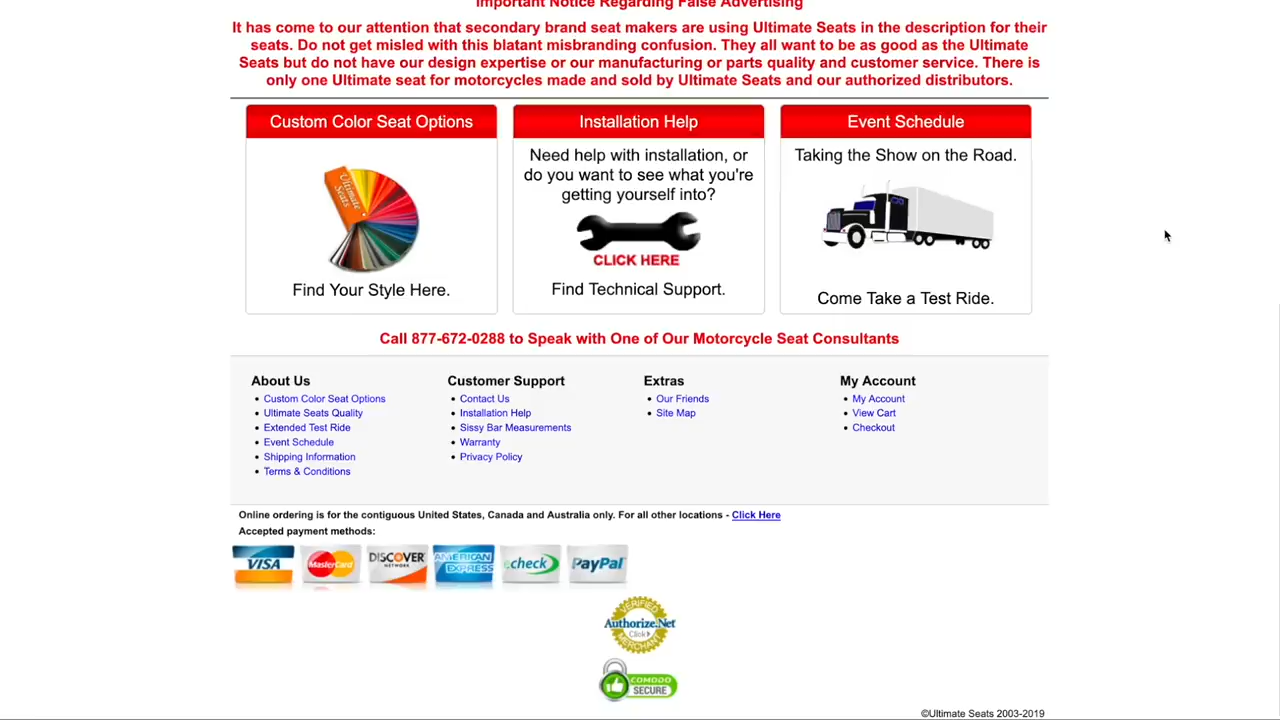 Important Notice Regarding False Advertising
It has come to our attention that secondary brand seat makers are using Ultimate Seats in the description for their
seats. Do not get misled with this blatant misbranding confusion. They all want to be as good as the Ultimate
Seats but do not have our design expertise or our manufacturing or parts quality and customer service. There is
only one Ultimate seat for motorcycles made and sold by Ultimate Seats and our authorized distributors.
Custom Color Seat Options
Ultimate
Seats
Find Your Style Here.
Installation Help
Need help with installation, or
do you want to see what you're
getting yourself into?
CLICK HERE
Find Technical Support.
Event Schedule
Taking the Show on the Road.
Come Take a Test Ride.
Call 877-672-0288 to Speak with One of Our Motorcycle Seat Consultants
About Us
Custom Color Seat Options
Ultimate Seats Quality
Extended Test Ride
Event Schedule
Shipping Information
Terms & Conditions
Customer Support
Contact Us
Installation Help
Sissy Bar Measurements
Warranty
Privacy Policy
Extras
Our Friends
Site Map
My Account
My Account
View Cart
Checkout
Online ordering is for the contiguous United States, Canada and Australia only. For all other locations - Click Here
Accepted payment methods:
VISA
MasterCard
DISCOVER
NETWORK
AMERICAN
EXPRESS
check
PayPal
VERIFIED
Authorize.Net
Click
MERCHANT
COMODO
SECURE
©Ultimate Seats 2003-2019